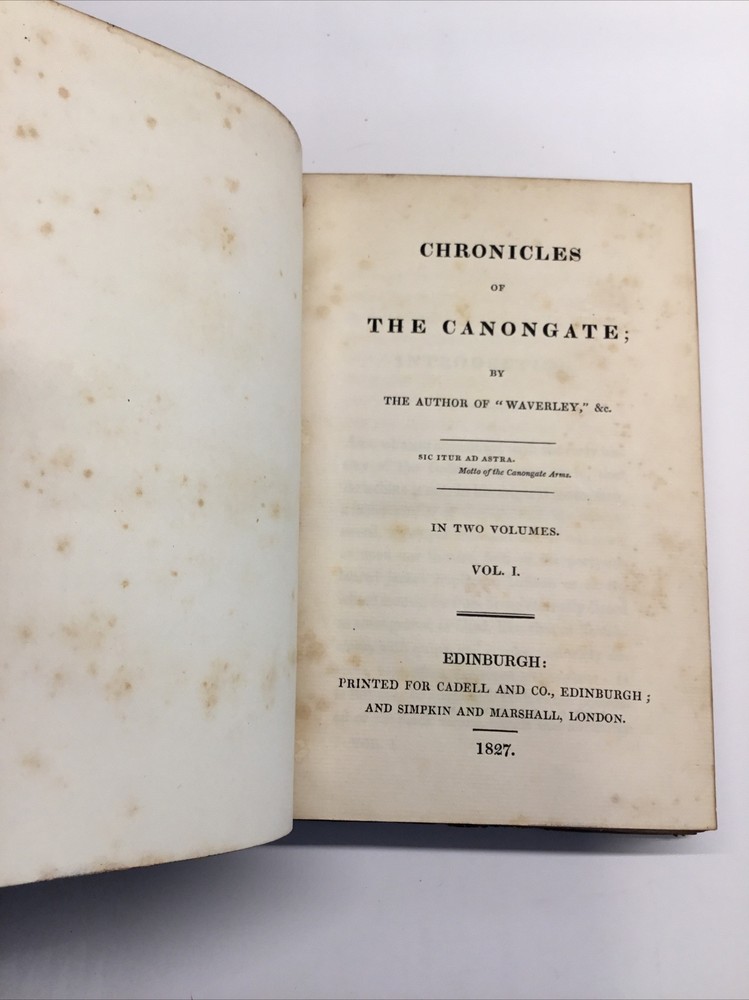 CHRONICLES
OF
THE CANONGATE;
BY
THE AUTHOR OF "WAVERLEY," &c.
SIC ITUR AD ASTRA.
Motto of the Canongate Arms.
IN TWO VOLUMES.
VOL. I.
EDINBURGH:
PRINTED FOR CADELL AND CO., EDINBURGH;
AND SIMPKIN AND MARSHALL, LONDON.
1827.